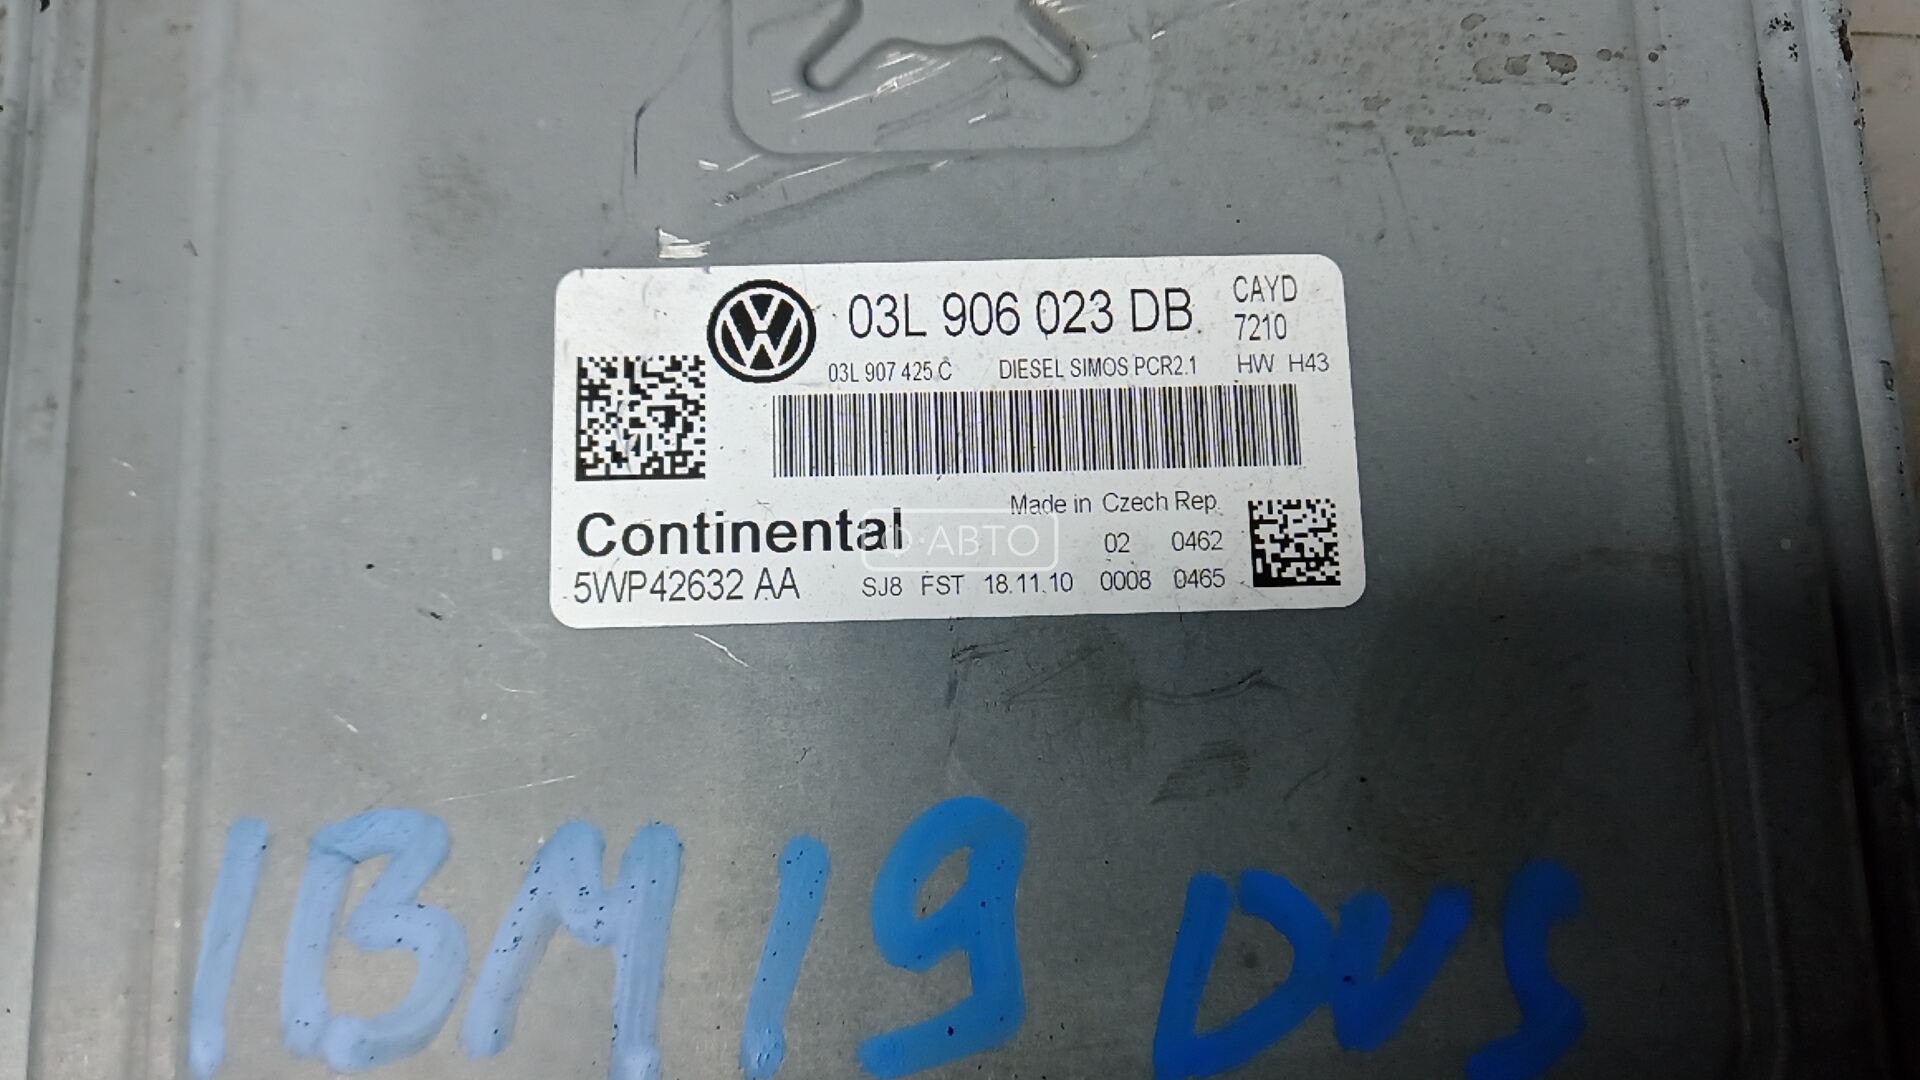 03L 906 023 DB CAYD
7210
03L 907 425 C DIESEL SIMOS PCR2.1 HW H43
Made in Czech Rep.
Continental 02 0462
АВТО
5WP42632 AA SJ8 FST 18.11.10 0008 0465
IBM19 DVS